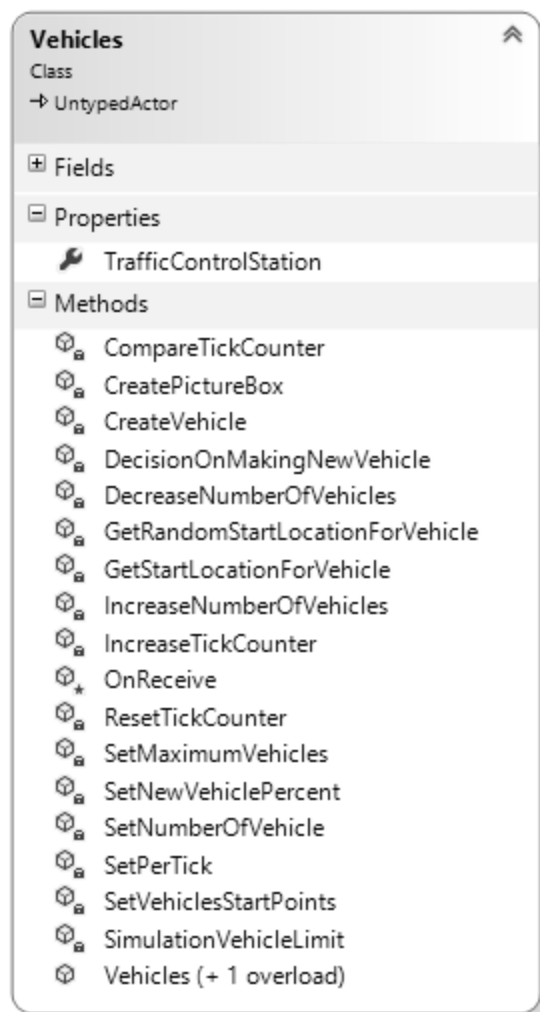 Vehicles
Class
UntypedActor
Fields
Properties
TrafficControlStation
Methods
CompareTickCounter
CreatePictureBox
CreateVehicle
DecisionOnMakingNewVehicle
DecreaseNumberOfVehicles
GetRandomStartLocationForVehicle
GetStartLocationForVehicle
IncreaseNumberOfVehicles
IncreaseTickCounter
OnReceive
ResetTickCounter
SetMaximumVehicles
SetNewVehiclePercent
SetNumberOfVehicle
SetPerTick
SetVehiclesStartPoints
SimulationVehicleLimit
Vehicles (+ 1 overload)